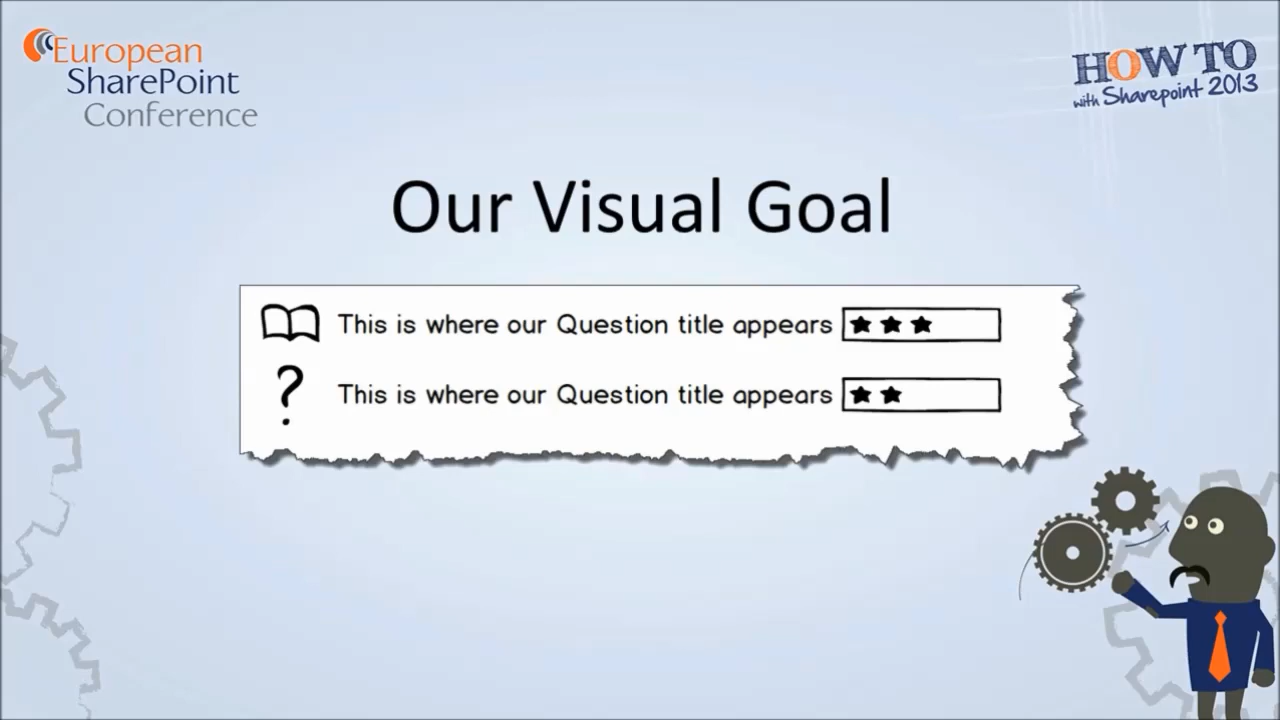 European
SharePoint
Conference
HOW TO
with Sharepoint 2013
Our Visual Goal
This is where our Question title appears
? This is where our Question title appears